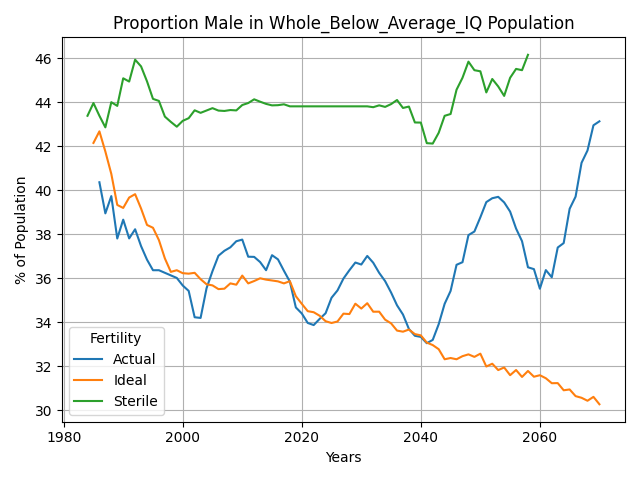 Proportion Male in Whole_Below_Average_IQ Population
% of Population
46
44
42
40
38
36
34
32
30
Fertility
Actual
Ideal
Sterile
1980
2000
2020
2040
2060
Years